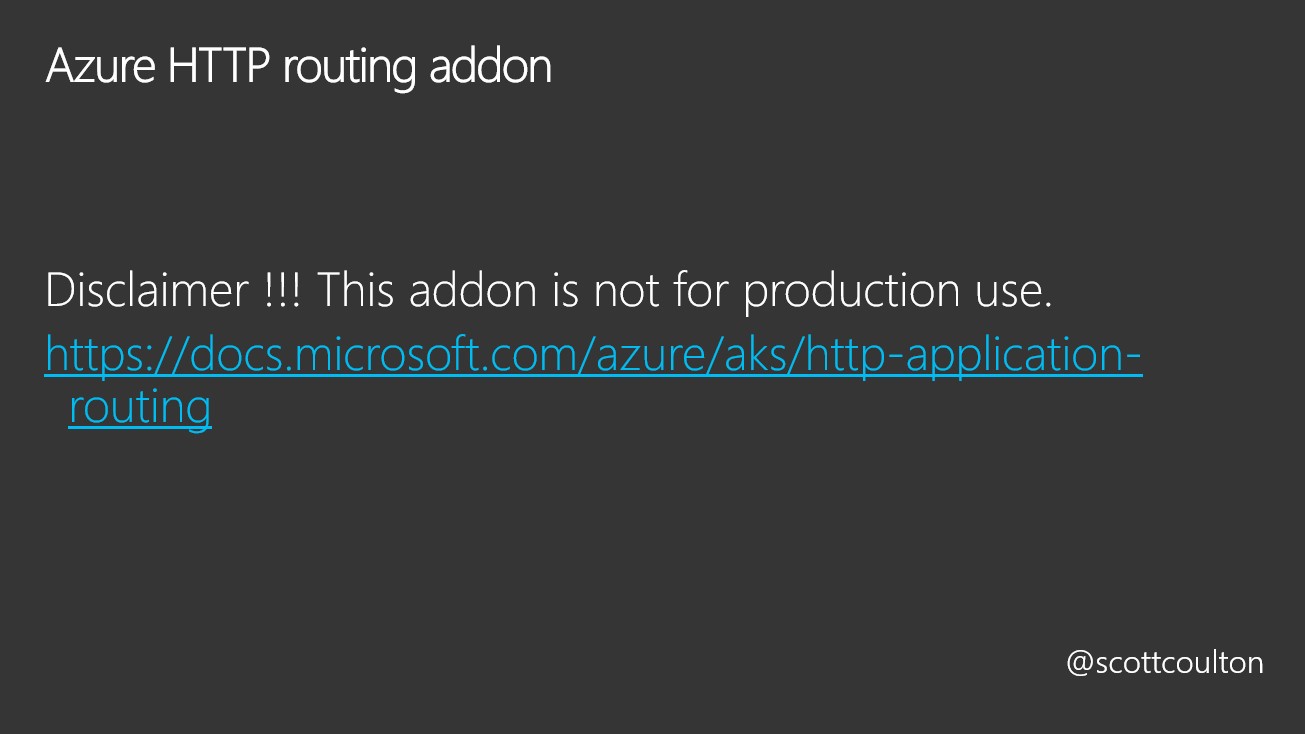 Azure HTTP routing addon
Disclaimer !!! This addon is not for production use.
https://docs.microsoft.com/azure/aks/http-application-
routing
@scottcoulton